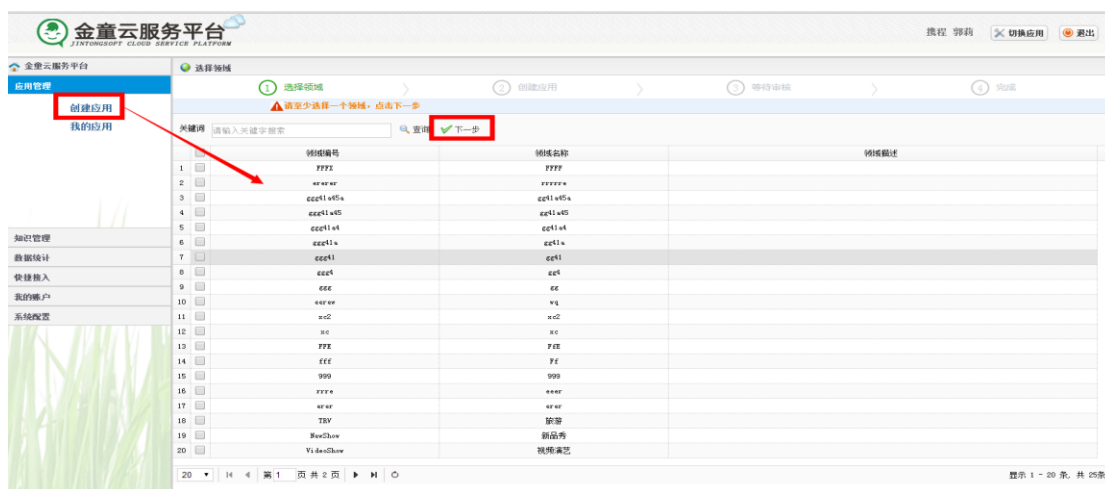 金童云服务平台
JINTONGSOFT CLOUD SERVICE PLATFORM
携程 郭莉 切换应用 退出
金童云服务平台 选择领域
应用管理 1 选择领域 2 创建应用 3 等待审核 4 完成
创建应用 请至少选择一个领域，点击下一步
我的应用 关键词 请输入关键字搜索 查询 下一步
领域编号 领域名称 领域描述
1 FFFX FFFF
2 ererer rrrrre
3 ggg41a45a gg41a45a
4 ggg41a45 gg41a45
5 ggg41a4 gg41a4
知识管理 6 ggg41a gg41a
数据统计 7 ggg41 gg41
快捷接入 8 ggg4 gg4
我的账户 9 ggg gg
10 wq
系统配置 11 xc2 xc2
12 xc xc
13 FFE FfE
14 fff Ff
15 999 999
16 rrre eeer
17 erer erer
18 TRV 旅游
19 NewShow 新品秀
20 VideoShow 视频演艺
20 第 1 页 共 2 页 显示 1 - 20 条, 共 25条